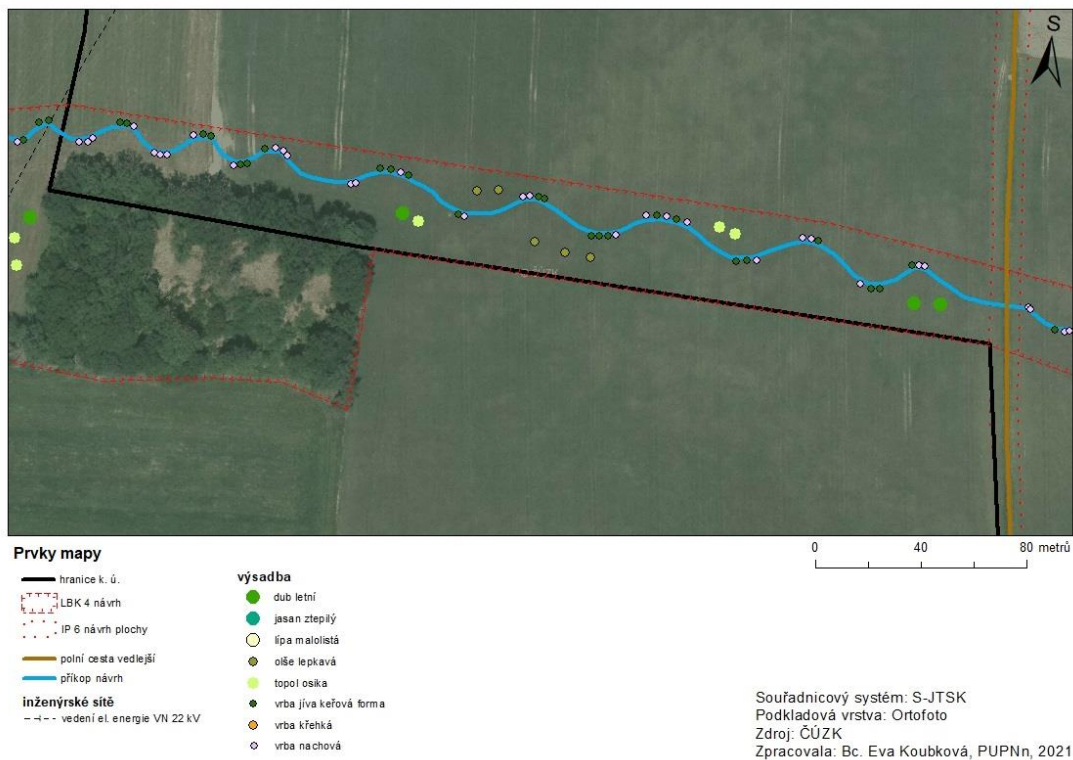 S
Prvky mapy
hranice k. ú.
LBK 4 návrh
IP 6 návrh plochy
polní cesta vedlejší
příkop návrh
inženýrské sítě
vedení el. energie VN 22 kV
výsadba
dub letní
jasan ztepilý
lípa malolistá
olše lepkavá
topol osika
vrba jíva keřová forma
vrba křehká
vrba nachová
0 40 80 metrů
Souřadnicový systém: S-JTSK
Podkladová vrstva: Ortofoto
Zdroj: ČÚZK
Zpracovala: Bc. Eva Koubková, PUPNn, 2021